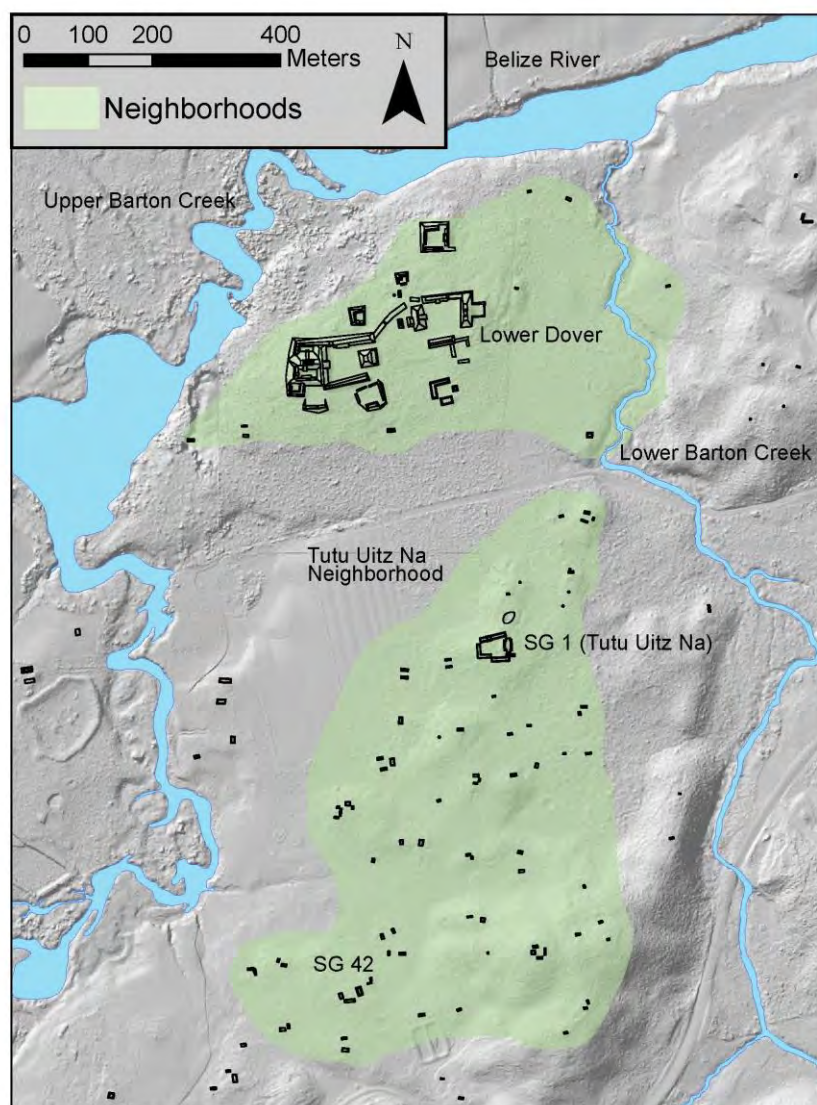 0 100 200 400
Meters
N
Neighborhoods
Belize River
Upper Barton Creek
Lower Dover
Lower Barton Creek
Tutu Uitz Na
Neighborhood
SG 1 (Tutu Uitz Na)
SG 42